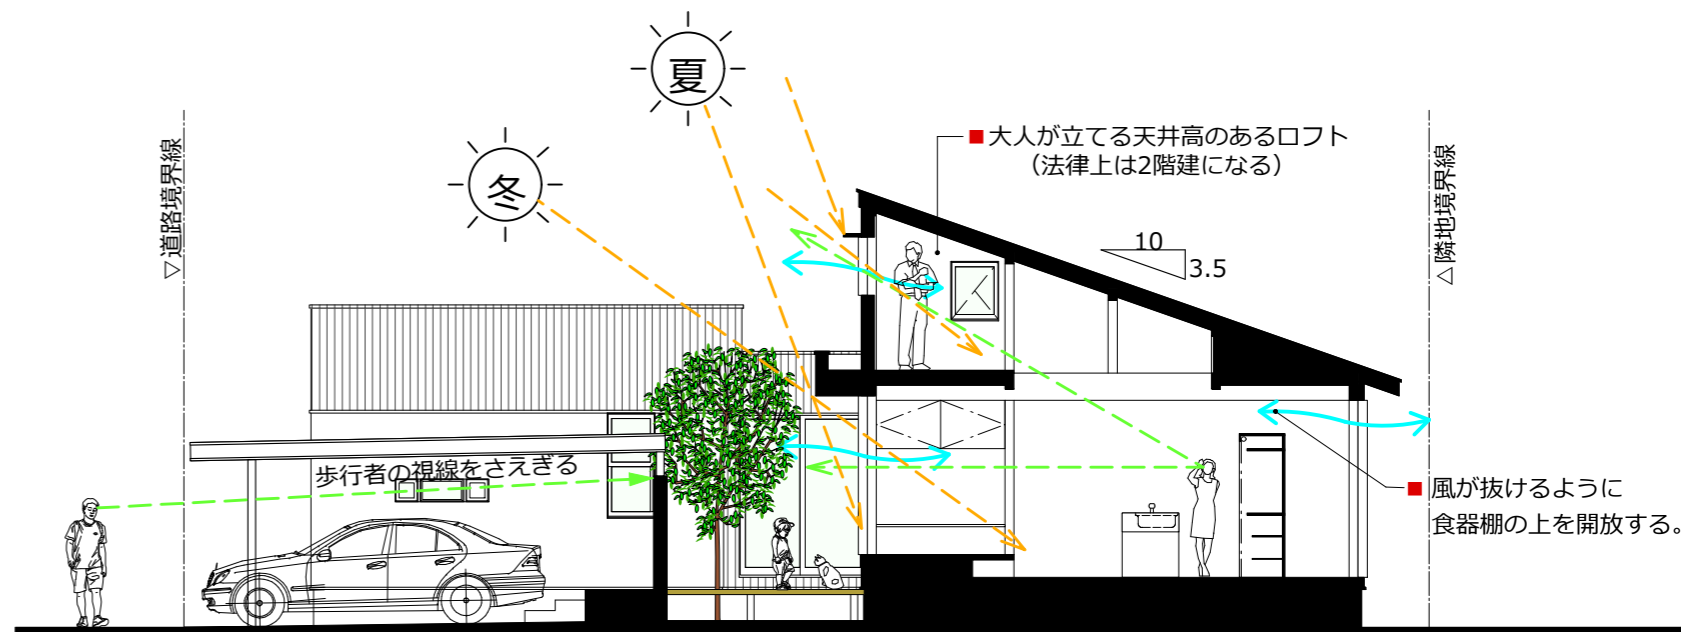 夏
冬
■大人が立てる天井高のあるロフト
（法律上は2階建になる）
▽道路境界線
△隣地境界線
10
3.5
歩行者の視線をさえぎる
■風が抜けるように
食器棚の上を開放する。